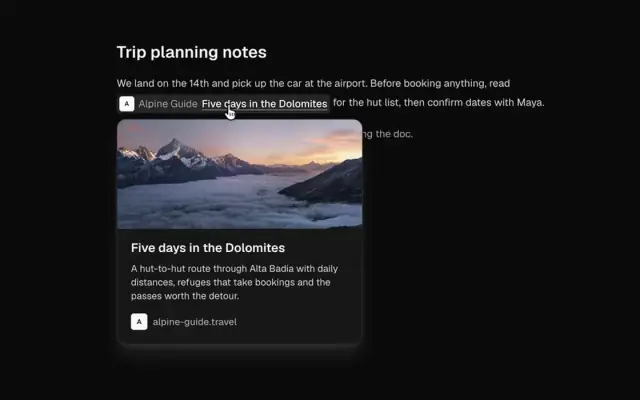 Trip planning notes
We land on the 14th and pick up the car at the airport. Before booking anything, read
A Alpine Guide Five days in the Dolomites for the hut list, then confirm dates with Maya.
ng the doc.
Five days in the Dolomites
A hut-to-hut route through Alta Badia with daily
distances, refuges that take bookings and the
passes worth the detour.
A alpine-guide.travel